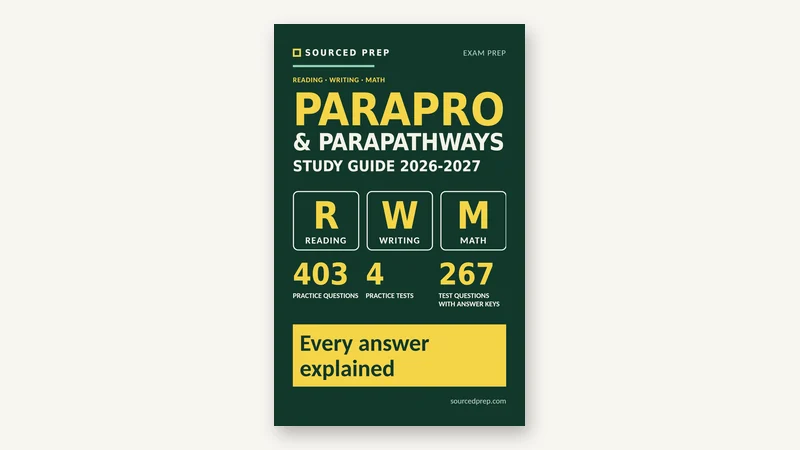 SOURCED PREP
EXAM PREP
READING · WRITING · MATH
PARAPRO
& PARAPATHWAYS
STUDY GUIDE 2026-2027
R
READING
W
WRITING
M
MATH
403
PRACTICE QUESTIONS
4
PRACTICE TESTS
267
TEST QUESTIONS
WITH ANSWER KEYS
Every answer
explained
sourcedprep.com